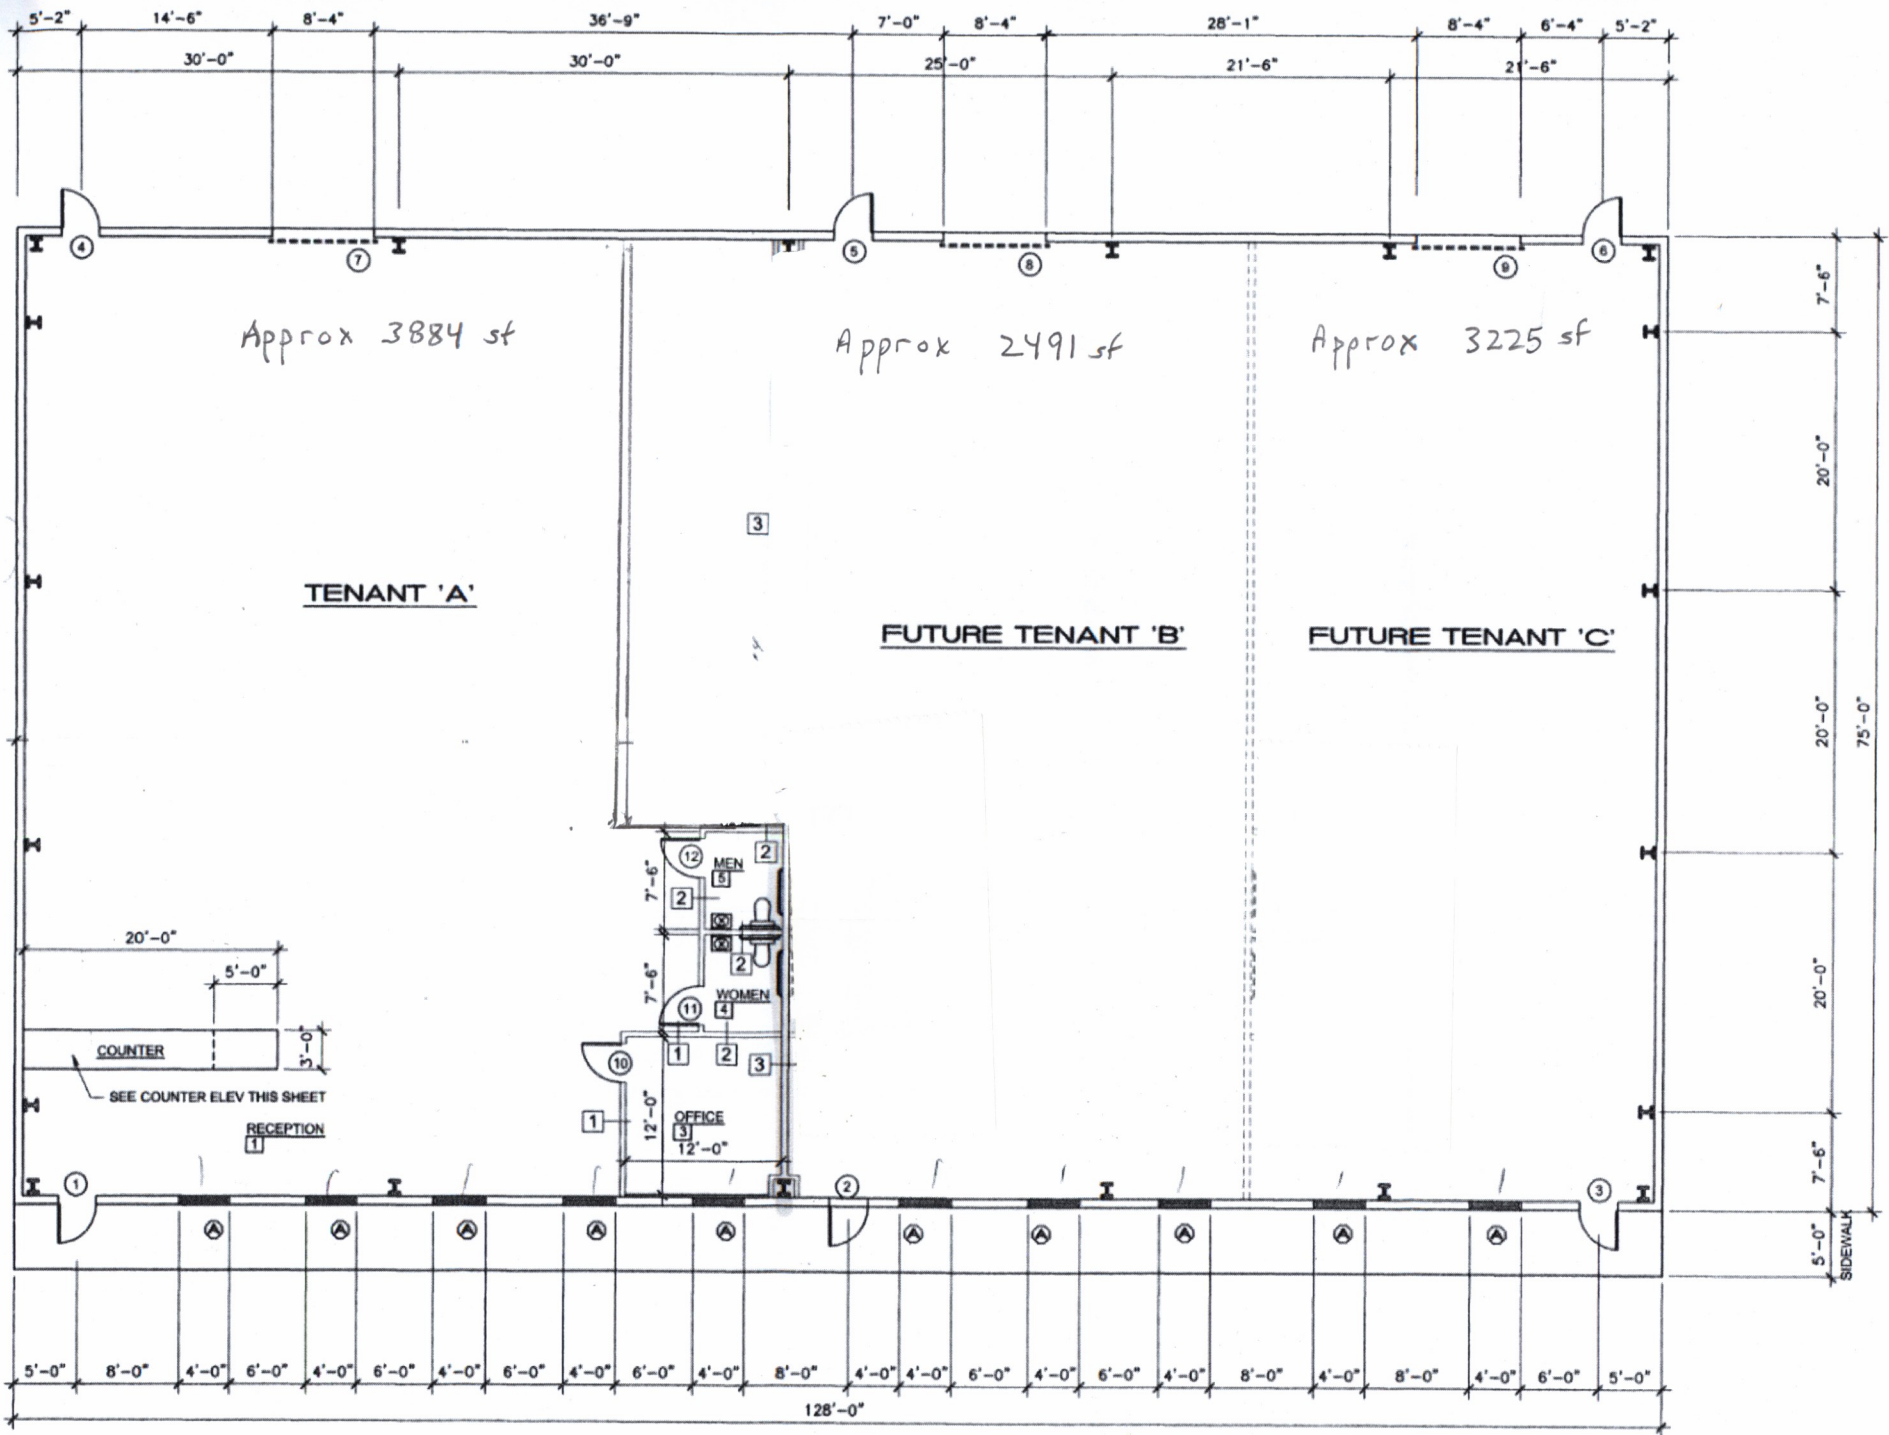 5'-2" 14'-6" 8'-4" 36'-9" 7'-0" 8'-4" 28'-1" 8'-4" 6'-4" 5'-2"
30'-0" 30'-0" 25'-0" 21'-6" 21'-6"
4 7 5 8 9 6
7'-6"
Approx 3884 sf Approx 2491 sf Approx 3225 sf
20'-0"
3
TENANT 'A'
FUTURE TENANT 'B' FUTURE TENANT 'C'
20'-0" 75'-0"
12 2
MEN
5
7'-6" 2
20'-0"
5'-0"
2
7'-6" WOMEN
4
11
20'-0"
COUNTER 3'-0"
10 1 2 3
SEE COUNTER ELEV THIS SHEET
1 12'-0" OFFICE
3
12'-0"
RECEPTION
1
7'-6"
1 2 3
A A A A A A A A A A
5'-0" SIDEWALK
5'-0" 8'-0" 4'-0" 6'-0" 4'-0" 6'-0" 4'-0" 6'-0" 4'-0" 6'-0" 4'-0" 8'-0" 4'-0" 4'-0" 6'-0" 4'-0" 6'-0" 4'-0" 8'-0" 4'-0" 8'-0" 4'-0" 6'-0" 5'-0"
128'-0"